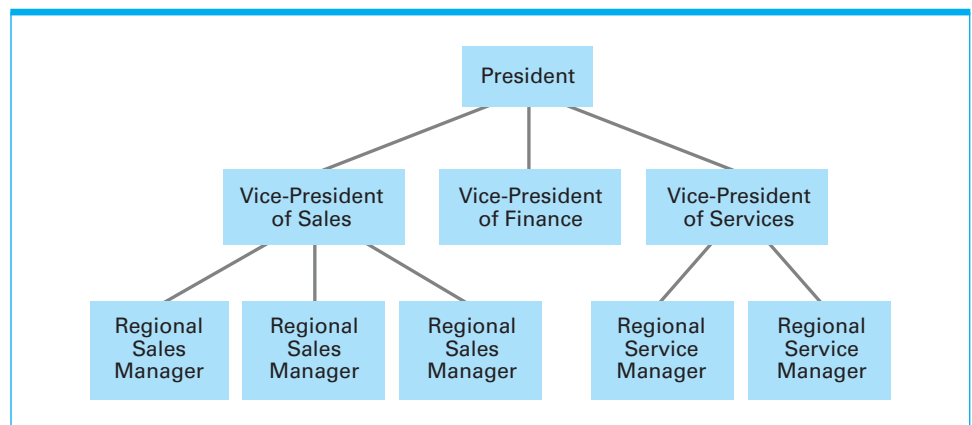 President
Vice-President
of Sales
Vice-President
of Finance
Vice-President
of Services
Regional
Sales
Manager
Regional
Sales
Manager
Regional
Sales
Manager
Regional
Service
Manager
Regional
Service
Manager